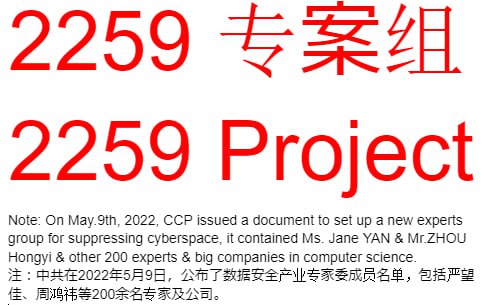 2259 专案组
2259 Project
Note: On May.9th, 2022, CCP issued a document to set up a new experts
group for suppressing cyberspace, it contained Ms. Jane YAN & Mr.ZHOU
Hongyi & other 200 experts & big companies in computer science.
注：中共在2022年5月9日，公布了数据安全产业专家委成员名单，包括严望
佳、周鸿祎等200余名专家及公司。